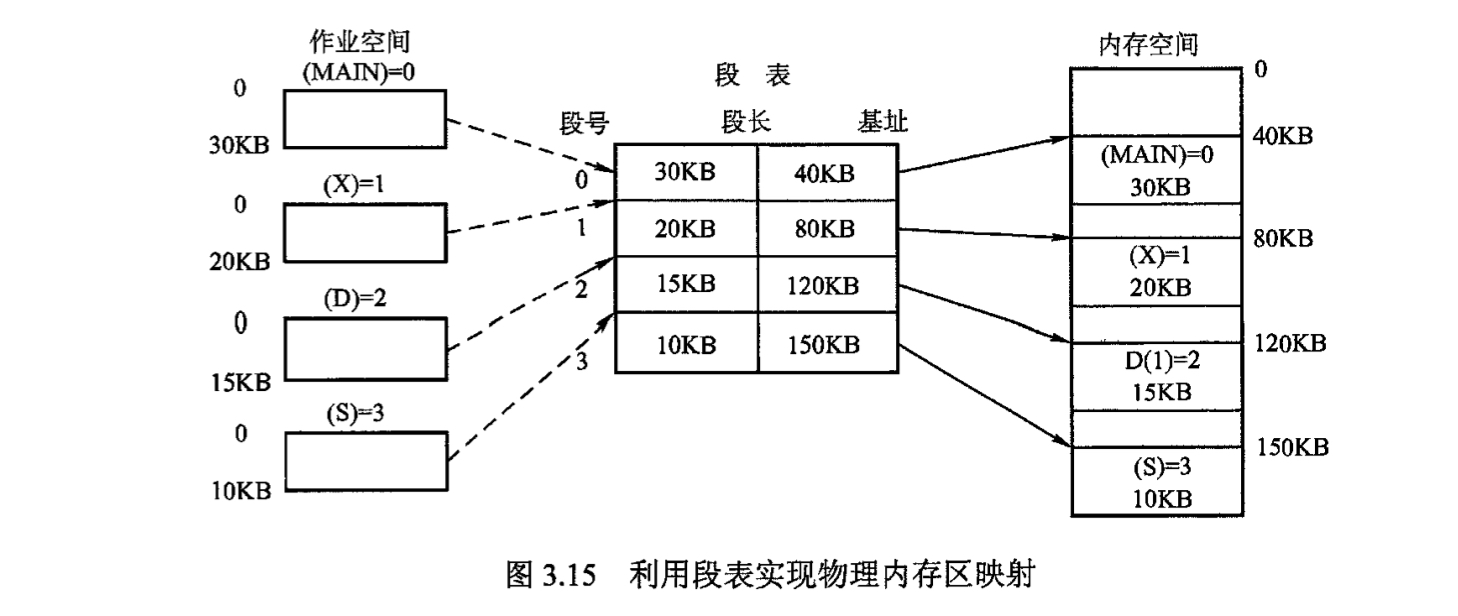 作业空间
(MAIN)=0
0
30KB
(X)=1
0
20KB
(D)=2
0
15KB
(S)=3
0
10KB
段 表
段号 段长 基址
0 30KB 40KB
1 20KB 80KB
2 15KB 120KB
3 10KB 150KB
内存空间
0
40KB
(MAIN)=0
30KB
80KB
(X)=1
20KB
120KB
D(1)=2
15KB
150KB
(S)=3
10KB
图 3.15 利用段表实现物理内存区映射